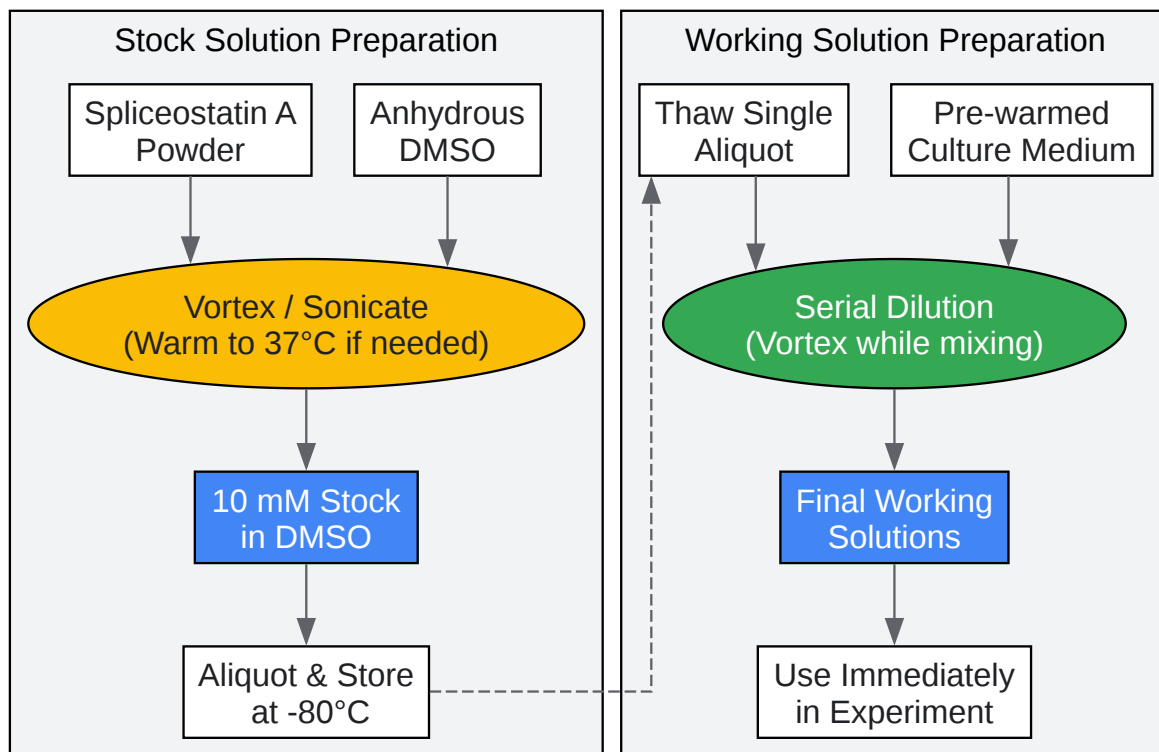 Stock Solution Preparation
Spliceostatin A
Powder
Anhydrous
DMSO
Vortex / Sonicate
(Warm to 37°C if needed)
10 mM Stock
in DMSO
Aliquot & Store
at -80°C
Working Solution Preparation
Thaw Single
Aliquot
Pre-warmed
Culture Medium
Serial Dilution
(Vortex while mixing)
Final Working
Solutions
Use Immediately
in Experiment